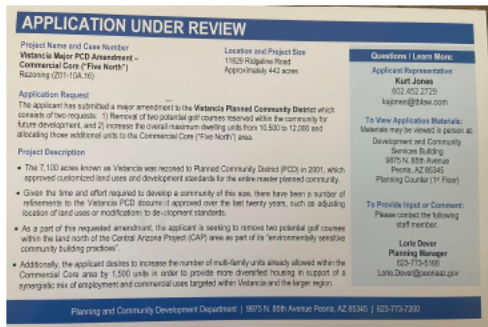 APPLICATION UNDER REVIEW
Project Name and Case Number
Vistancia Major PCD Amendment –
Commercial Core ("Five North")
Rezoning (Z01-10A.16)
Location and Project Size
11829 Ridgeline Road
Approximately 442 acres
Application Request
The applicant has submitted a major amendment to the Vistancia Planned Community District which
consists of two requests: 1) Removal of two potential golf courses reserved within the community for
future development, and 2) increase the overall maximum dwelling units from 10,500 to 12,000 and
allocating those additional units to the Commercial Core ("Five North") area.
Project Description
• The 7,100 acres known as Vistancia was rezoned to Planned Community District (PCD) in 2001, which
approved customized land uses and development standards for the entire master planned community.
• Given the time and effort required to develop a community of this size, there have been a number of
refinements to the Vistancia PCD document approved over the last twenty years, such as adjusting
location of land uses or modifications to development standards.
• As a part of this requested amendment, the applicant is seeking to remove two potential golf courses
within the land north of the Central Arizona Project (CAP) area as part of its "environmentally sensitive
community building practices".
• Additionally, the applicant desires to increase the number of multi-family units already allowed within the
Commercial Core area by 1,500 units in order to provide more diversified housing in support of a
synergistic mix of employment and commercial uses targeted within Vistancia and the larger region.
Questions / Learn More:
Applicant Representative:
Kurt Jones
602.452.2729
kajones@tblaw.com
To View Application Materials:
Materials may be viewed in person at:
Development and Community
Services Building
9875 N. 85th Avenue
Peoria, AZ 85345
Planning Counter (1st Floor)
To Provide Input or Comment:
Please contact the following
staff member:
Lorie Dever
Planning Manager
623-773-5168
Lorie.Dever@peoriaaz.gov
Planning and Community Development Department | 9875 N. 85th Avenue Peoria, AZ 85345 | 623-773-7200